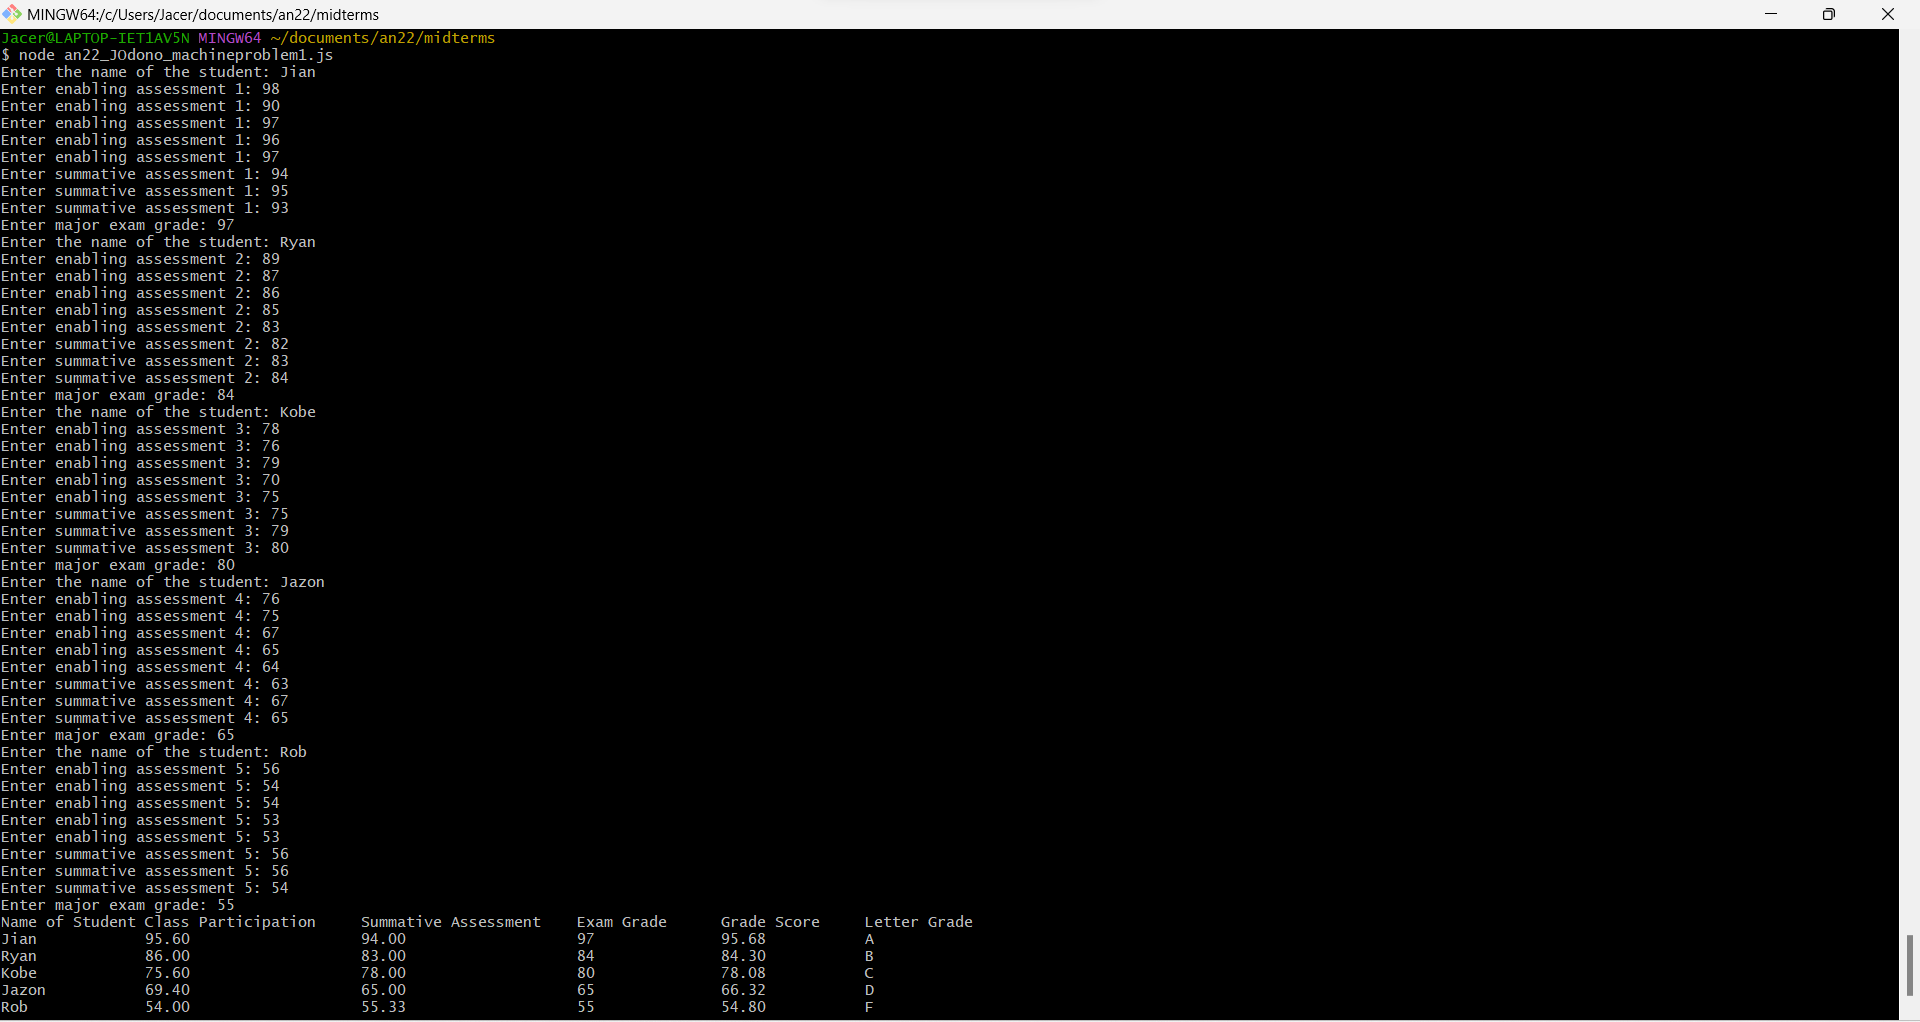 MINGW64:/c/Users/Jacer/documents/an22/midterms
Jacer@LAPTOP-IET1AV5N MINGW64 ~/documents/an22/midterms
$ node an22_JOdono_machineproblem1.js
Enter the name of the student: Jian
Enter enabling assessment 1: 98
Enter enabling assessment 1: 90
Enter enabling assessment 1: 97
Enter enabling assessment 1: 96
Enter enabling assessment 1: 97
Enter summative assessment 1: 94
Enter summative assessment 1: 95
Enter summative assessment 1: 93
Enter major exam grade: 97
Enter the name of the student: Ryan
Enter enabling assessment 2: 89
Enter enabling assessment 2: 87
Enter enabling assessment 2: 86
Enter enabling assessment 2: 85
Enter enabling assessment 2: 83
Enter summative assessment 2: 82
Enter summative assessment 2: 83
Enter summative assessment 2: 84
Enter major exam grade: 84
Enter the name of the student: Kobe
Enter enabling assessment 3: 78
Enter enabling assessment 3: 76
Enter enabling assessment 3: 79
Enter enabling assessment 3: 70
Enter enabling assessment 3: 75
Enter summative assessment 3: 75
Enter summative assessment 3: 79
Enter summative assessment 3: 80
Enter major exam grade: 80
Enter the name of the student: Jazon
Enter enabling assessment 4: 76
Enter enabling assessment 4: 75
Enter enabling assessment 4: 67
Enter enabling assessment 4: 65
Enter enabling assessment 4: 64
Enter summative assessment 4: 63
Enter summative assessment 4: 67
Enter summative assessment 4: 65
Enter major exam grade: 65
Enter the name of the student: Rob
Enter enabling assessment 5: 56
Enter enabling assessment 5: 54
Enter enabling assessment 5: 54
Enter enabling assessment 5: 53
Enter enabling assessment 5: 53
Enter summative assessment 5: 56
Enter summative assessment 5: 56
Enter summative assessment 5: 54
Enter major exam grade: 55
Name of Student Class Participation     Summative Assessment    Exam Grade      Grade Score     Letter Grade
Jian            95.60                   94.00                   97              95.68           A
Ryan            86.00                   83.00                   84              84.30           B
Kobe            75.60                   78.00                   80              78.08           C
Jazon           69.40                   65.00                   65              66.32           D
Rob             54.00                   55.33                   55              54.80           F